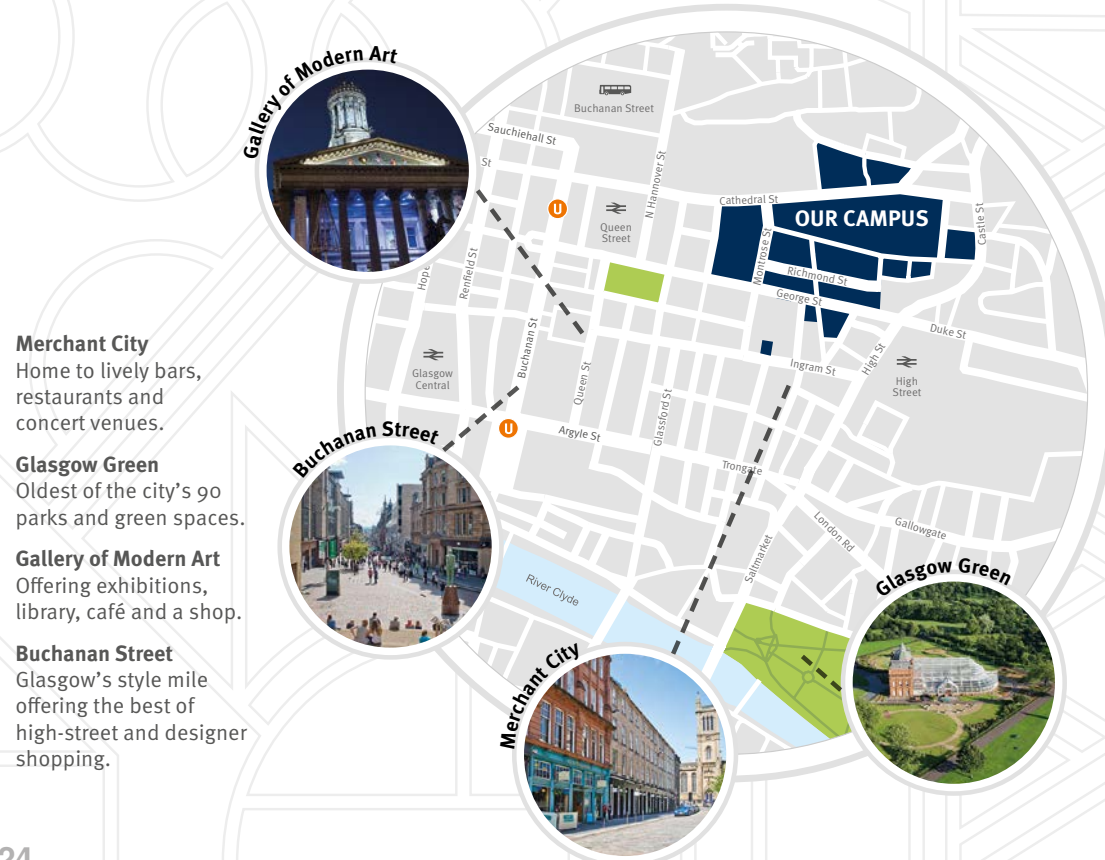 Gallery of Modern Art
Buchanan Street
Sauchiehall St
St
U
Queen
Street
N Hannover St
Cathedral St
OUR CAMPUS
Castle St
Montrose St
Richmond St
George St
Hope
Renfield St
Duke St
Merchant City
Home to lively bars,
restaurants and
concert venues.
Glasgow Green
Oldest of the city’s 90
parks and green spaces.
Gallery of Modern Art
Offering exhibitions,
library, café and a shop.
Buchanan Street
Glasgow’s style mile
offering the best of
high-street and designer
shopping.
Glasgow
Central
Buchanan St
Queen St
Ingram St
High St
High
Street
Glassford St
U
Argyle St
Buchanan Street
Trongate
London Rd
Gallowgate
Saltmarket
River Clyde
Glasgow Green
Merchant City
24